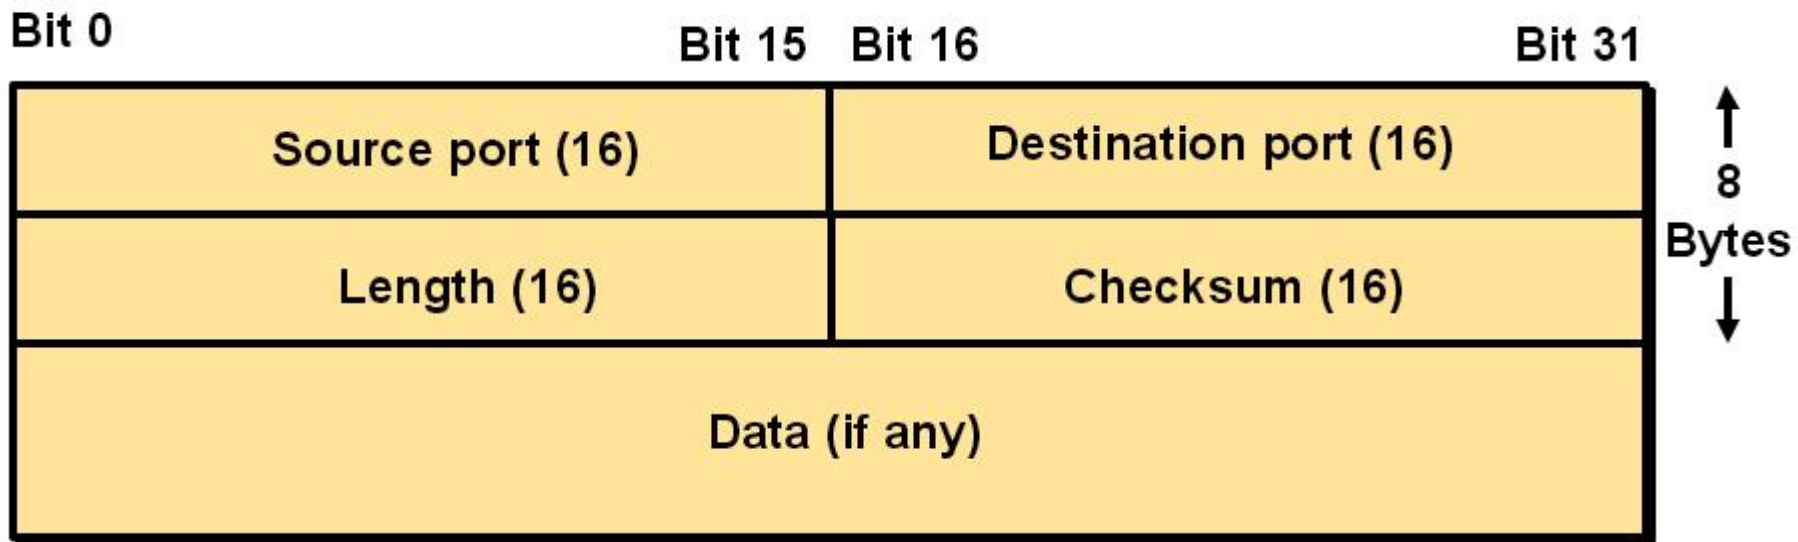 Bit 0
Bit 15
Bit 16
Bit 31
Source port (16)
Destination port (16)
8
Bytes
Length (16)
Checksum (16)
Data (if any)